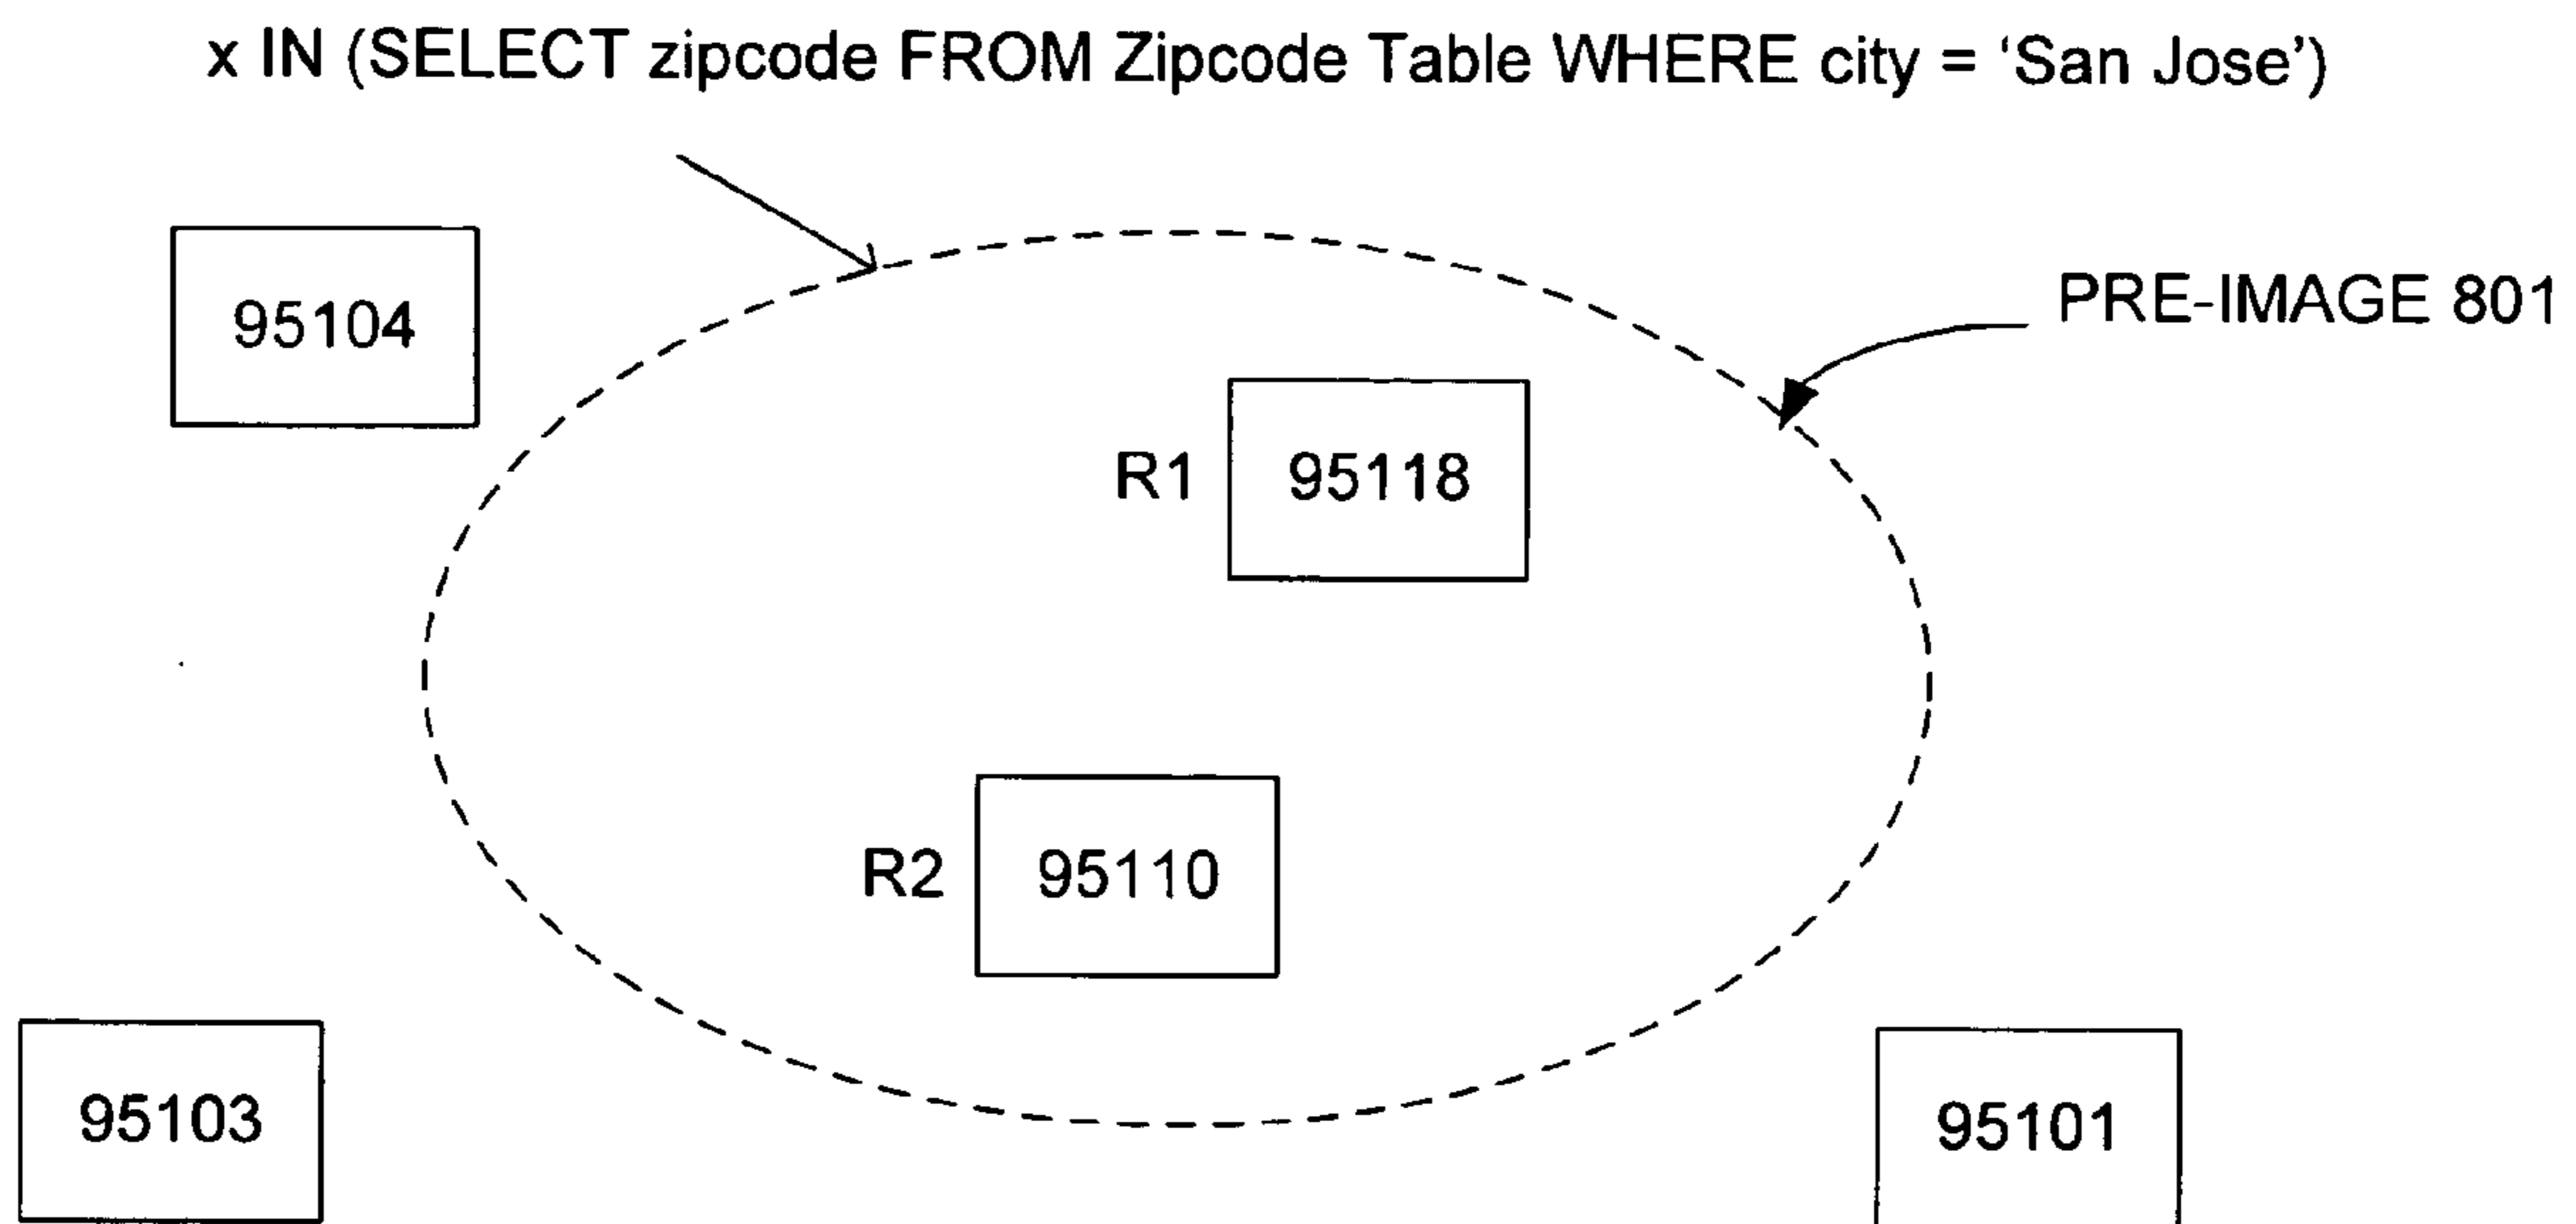 x IN (SELECT zipcode FROM Zipcode Table WHERE city = ‘San Jose’)
PRE-IMAGE 801
95104
R1 95118
R2 95110
95103
95101